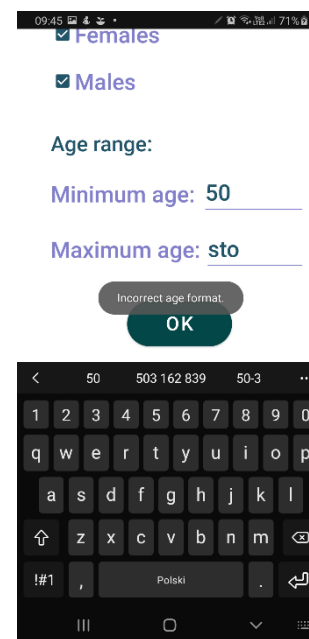 09:45 71%
Females
Males
Age range:
Minimum age: 50
Maximum age: sto
Incorrect age format.
OK
50 503 162 839 50-3
1 2 3 4 5 6 7 8 9 0
q w e r t y u i o p
a s d f g h j k l
z x c v b n m
!#1 , Polski .